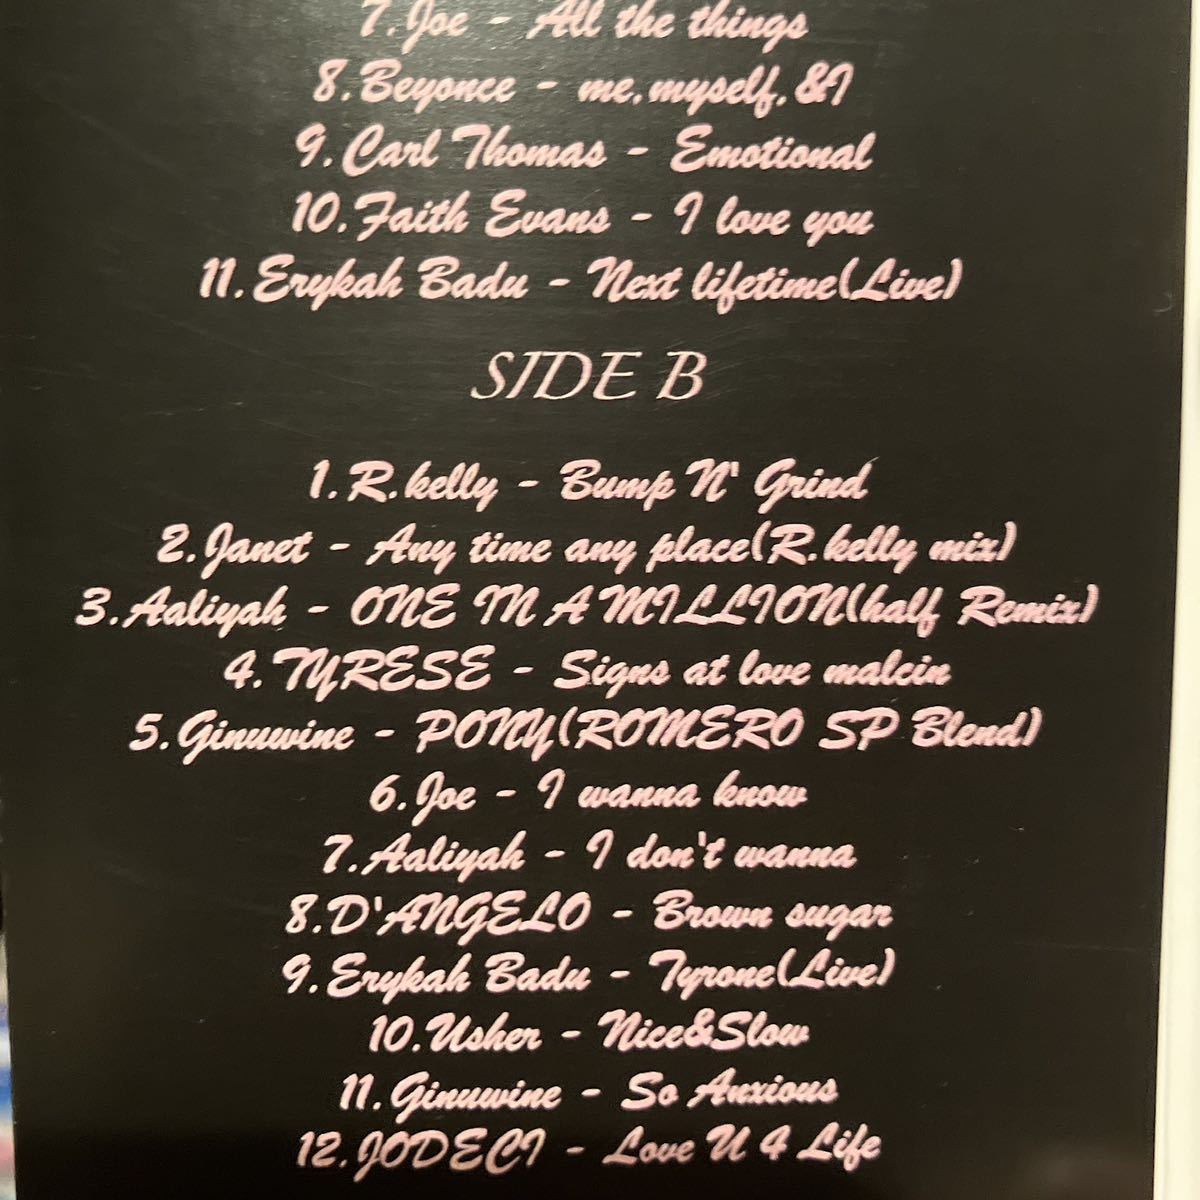 7.Joe - All the things
8.Beyonce - me.myself.&I
9.Carl Thomas - Emotional
10.Faith Evans - I love you
11.Erykah Badu - Next lifetime(Live)
SIDE B
1.R.kelly - Bump N' Grind
2.Janet - Any time any place(R.kelly mix)
3.Aaliyah - ONE IN A MILLION(half Remix)
4.TYRESE - Signs at love malcin
5.Ginuwine - PONY(ROMERO SP Blend)
6.Joe - I wanna know
7.Aaliyah - I don't wanna
8.D'ANGELO - Brown sugar
9.Erykah Badu - Tyrone(Live)
10.Usher - Nice&Slow
11.Ginuwine - So Anxious
12.JODECI - Love U 4 Life